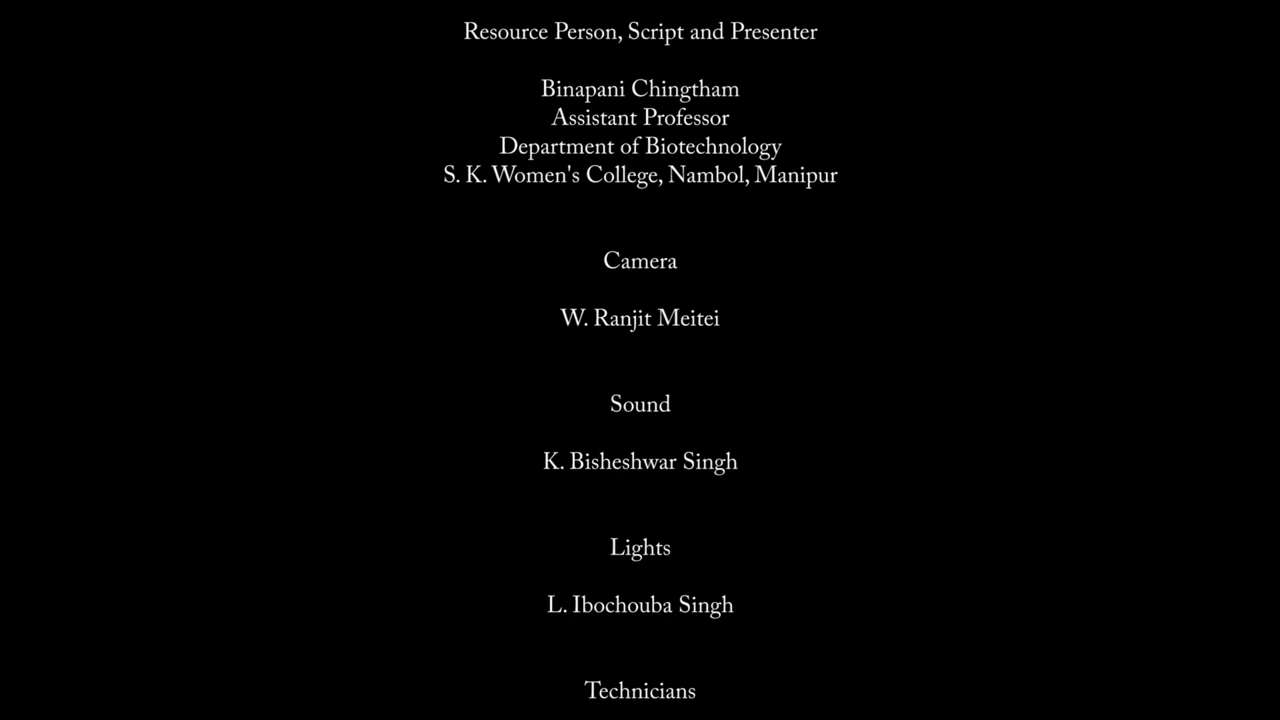 Resource Person, Script and Presenter
Binapani Chingtham
Assistant Professor
Department of Biotechnology
S. K. Women's College, Nambol, Manipur
Camera
W. Ranjit Meitei
Sound
K. Bisheshwar Singh
Lights
L. Ibochouba Singh
Technicians